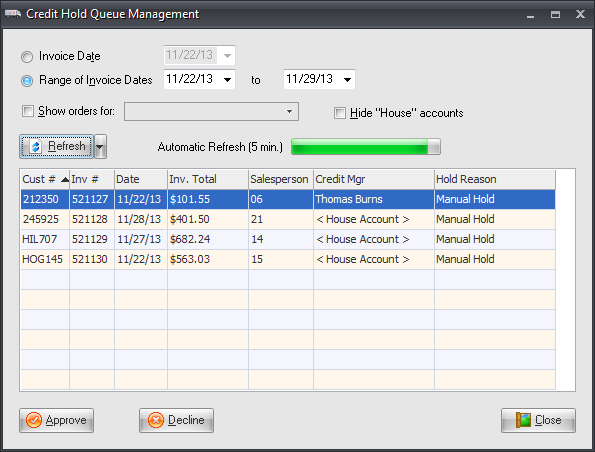 Credit Hold Queue Management
Invoice Date 11/22/13
Range of Invoice Dates 11/22/13 to 11/29/13
Show orders for: Hide "House" accounts
Refresh Automatic Refresh (5 min.)
Cust # Inv # Date Inv. Total Salesperson Credit Mgr Hold Reason
212350 521127 11/22/13 $101.55 06 Thomas Burns Manual Hold
245925 521128 11/28/13 $401.50 21 < House Account > Manual Hold
HIL707 521129 11/27/13 $682.24 14 < House Account > Manual Hold
HOG145 521130 11/22/13 $563.03 15 < House Account > Manual Hold
Approve Decline Close